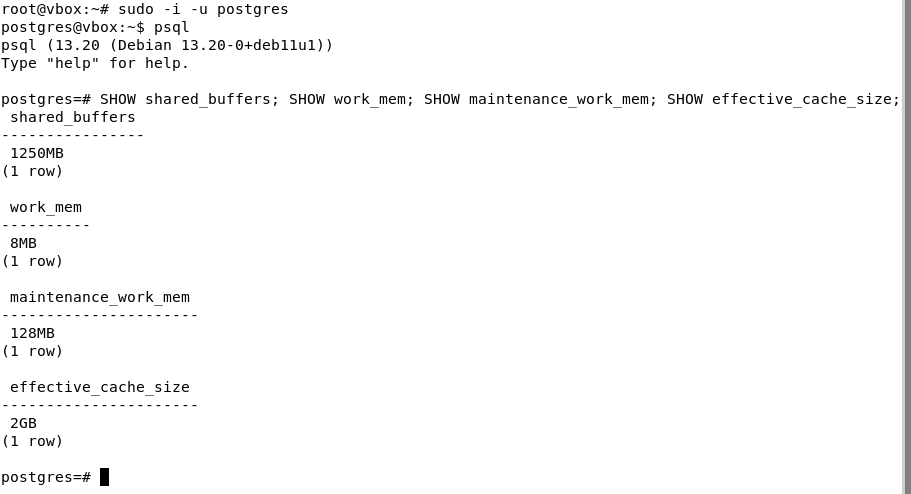 root@vbox:~# sudo -i -u postgres
postgres@vbox:~$ psql
psql (13.20 (Debian 13.20-0+deb11u1))
Type "help" for help.
postgres=# SHOW shared_buffers; SHOW work_mem; SHOW maintenance_work_mem; SHOW effective_cache_size;
 shared_buffers
----------------
 1250MB
(1 row)
 work_mem
----------
 8MB
(1 row)
 maintenance_work_mem
----------------------
 128MB
(1 row)
 effective_cache_size
----------------------
 2GB
(1 row)
postgres=#